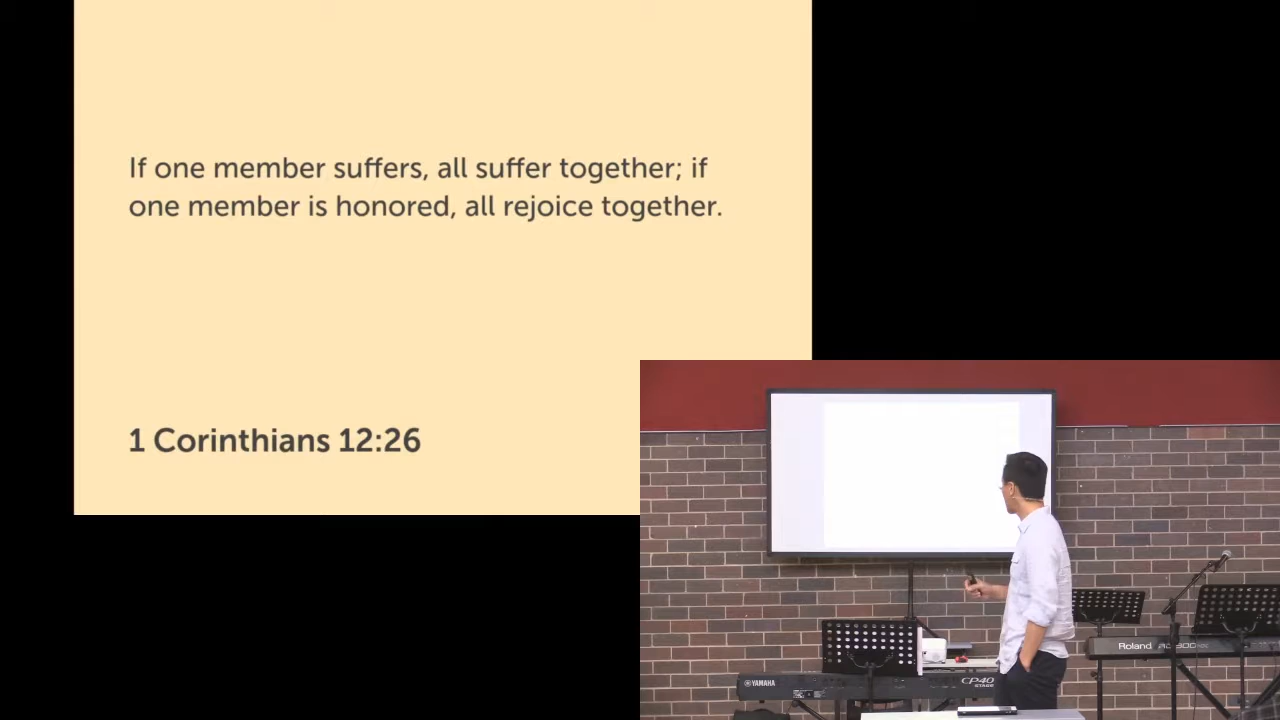 If one member suffers, all suffer together; if
one member is honored, all rejoice together.
1 Corinthians 12:26
Roland
YAMAHA
CP40
STAGE